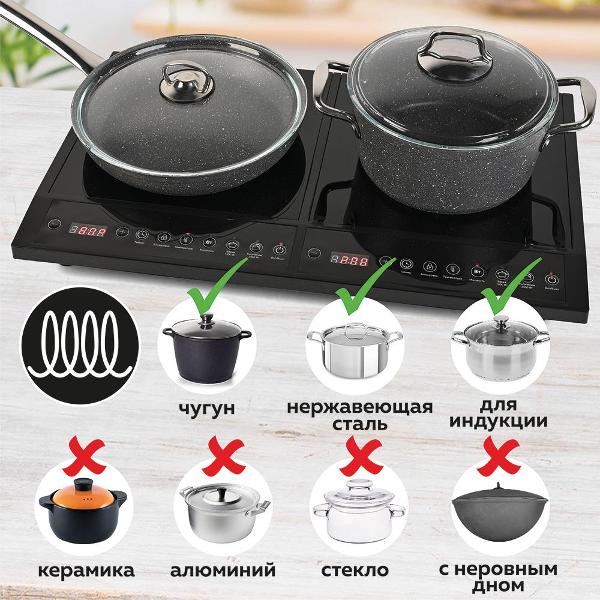 чугун
нержавеющая
сталь
для
индукции
керамика
алюминий
стекло
с неровным
дном